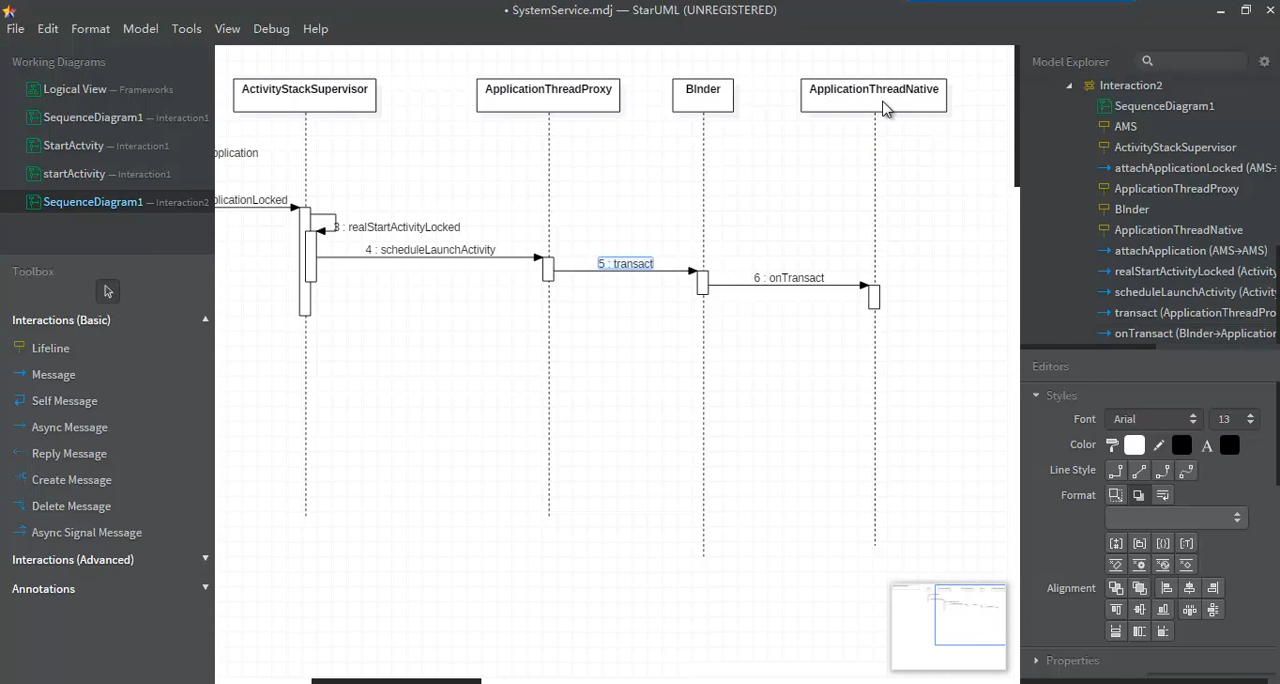 • SystemService.mdj — StarUML (UNREGISTERED)
File Edit Format Model Tools View Debug Help
Working Diagrams
Logical View — Frameworks
SequenceDiagram1 — Interaction1
StartActvity — Interaction1
startActivity — Interaction1
SequenceDiagram1 — Interaction2
Toolbox
Interactions (Basic)
Lifeline
Message
Self Message
Async Message
Reply Message
Create Message
Delete Message
Async Signal Message
Interactions (Advanced)
Annotations
ActivityStackSupervisor
ApplicationThreadProxy
BInder
ApplicationThreadNative
pplication
plicationLocked
3 : realStartActivityLocked
4 : scheduleLaunchActivity
5 : transact
6 : onTransact
Model Explorer
Interaction2
SequenceDiagram1
AMS
ActivityStackSupervisor
attachApplicationLocked (AMS-
ApplicationThreadProxy
BInder
ApplicationThreadNative
attachApplication (AMS→AMS)
realStartActivityLocked (Activity
scheduleLaunchActivity (Activity
transact (ApplicationThreadPro
onTransact (BInder→Application
Editors
Styles
Font Arial 13
Color A
Line Style
Format
Alignment
Properties